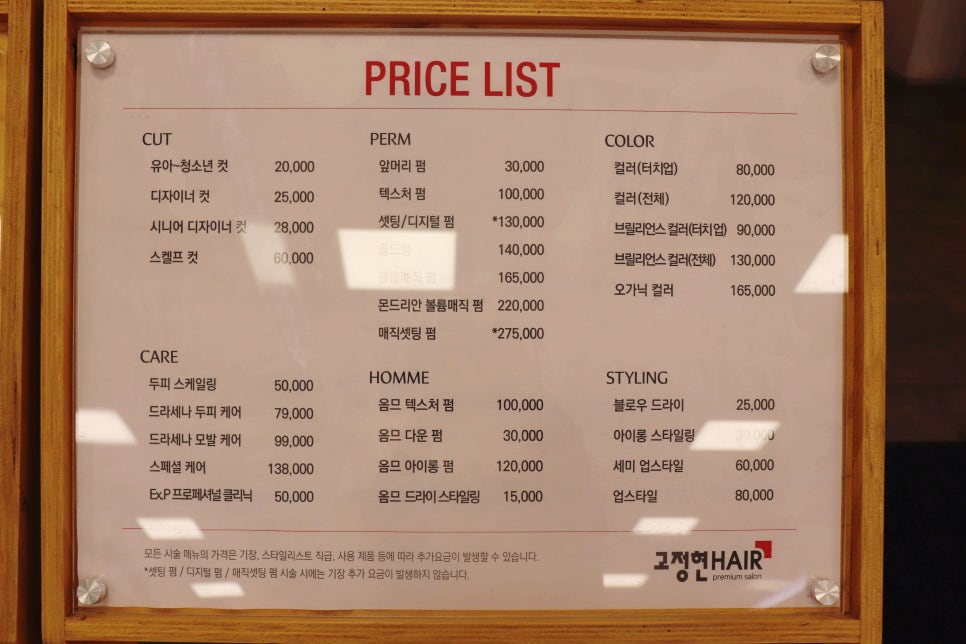 PRICE LIST
CUT
유아~청소년 컷 20,000
디자이너 컷 25,000
시니어 디자이너 컷 28,000
스켈프 컷 60,000
PERM
앞머리 펌 30,000
텍스처 펌 100,000
셋팅/디지털 펌 *130,000
골드펌 140,000
볼륨매직 펌 165,000
몬드리안 볼륨매직 펌 220,000
매직셋팅 펌 *275,000
COLOR
컬러(터치업) 80,000
컬러(전체) 120,000
브릴리언스 컬러(터치업) 90,000
브릴리언스 컬러(전체) 130,000
오가닉 컬러 165,000
CARE
두피 스케일링 50,000
드라세나 두피 케어 79,000
드라세나 모발 케어 99,000
스페셜 케어 138,000
Ex.P 프로페셔널 클리닉 50,000
HOMME
옴므 텍스처 펌 100,000
옴므 다운 펌 30,000
옴므 아이롱 펌 120,000
옴므 드라이 스타일링 15,000
STYLING
블로우 드라이 25,000
아이롱 스타일링 30,000
세미 업스타일 60,000
업스타일 80,000
모든 시술 메뉴의 가격은 기장, 스타일리스트 직급, 사용 제품 등에 따라 추가요금이 발생할 수 있습니다.
*셋팅 펌 / 디지털 펌 / 매직셋팅 펌 시술 시에는 기장 추가 요금이 발생하지 않습니다.
고정현HAIR
premium salon